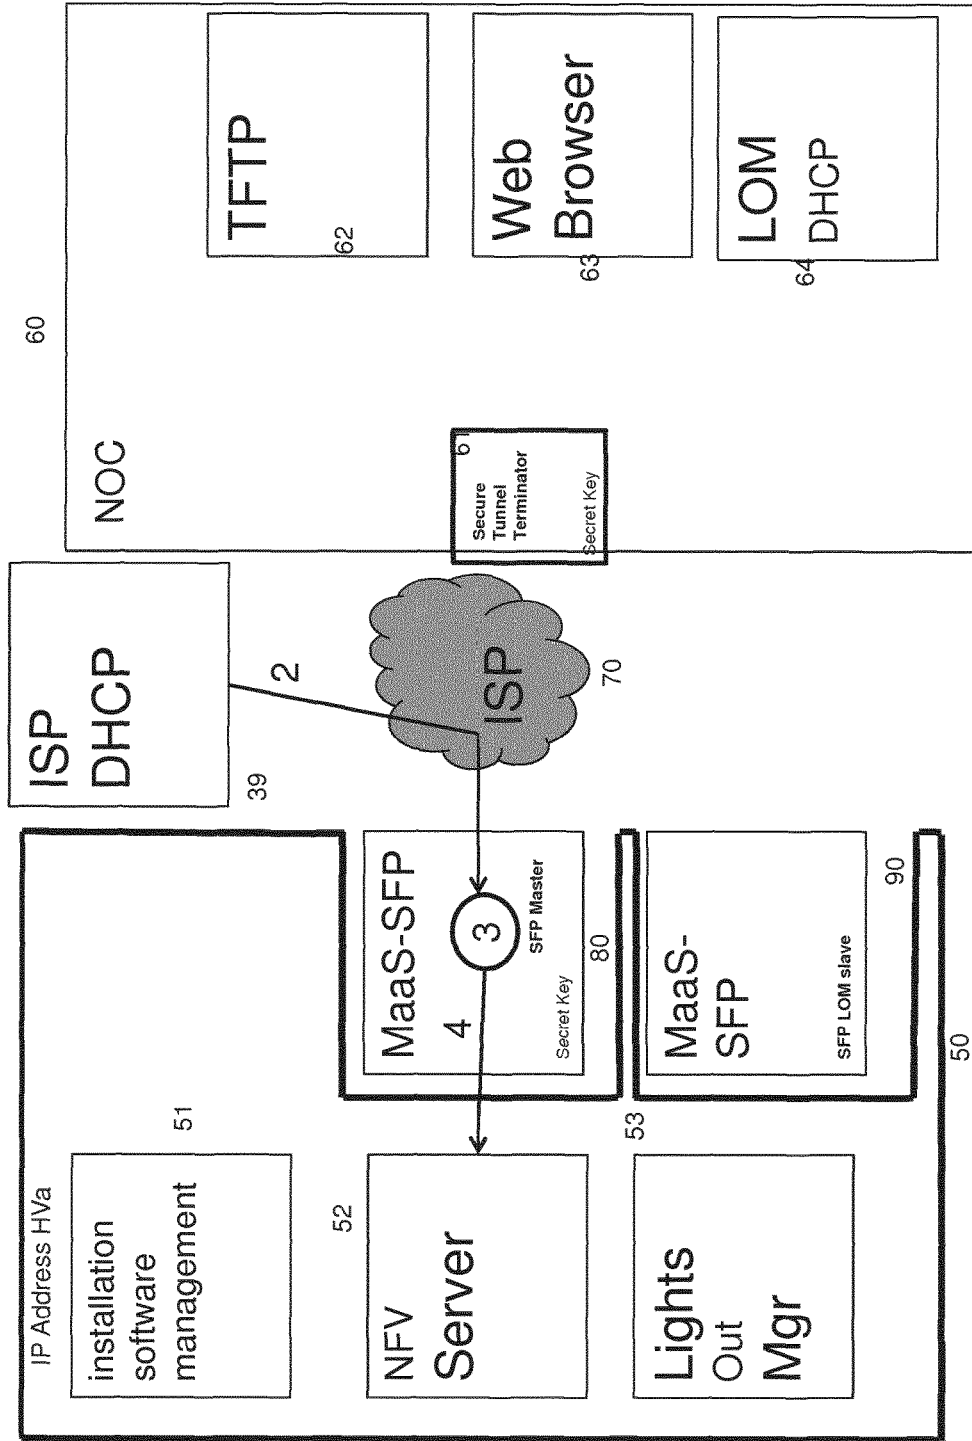 IP Address HVa
installation
software
management
51
NFV
Server
52
Lights
Out
Mgr
53
50
MaaS-SFP
4
3
SFP Master
Secret Key
80
MaaS-
SFP
SFP LOM slave
90
ISP
DHCP
39
2
ISP
70
60
NOC
61
Secure
Tunnel
Terminator
Secret Key
TFTP
62
Web
Browser
63
LOM
DHCP
64